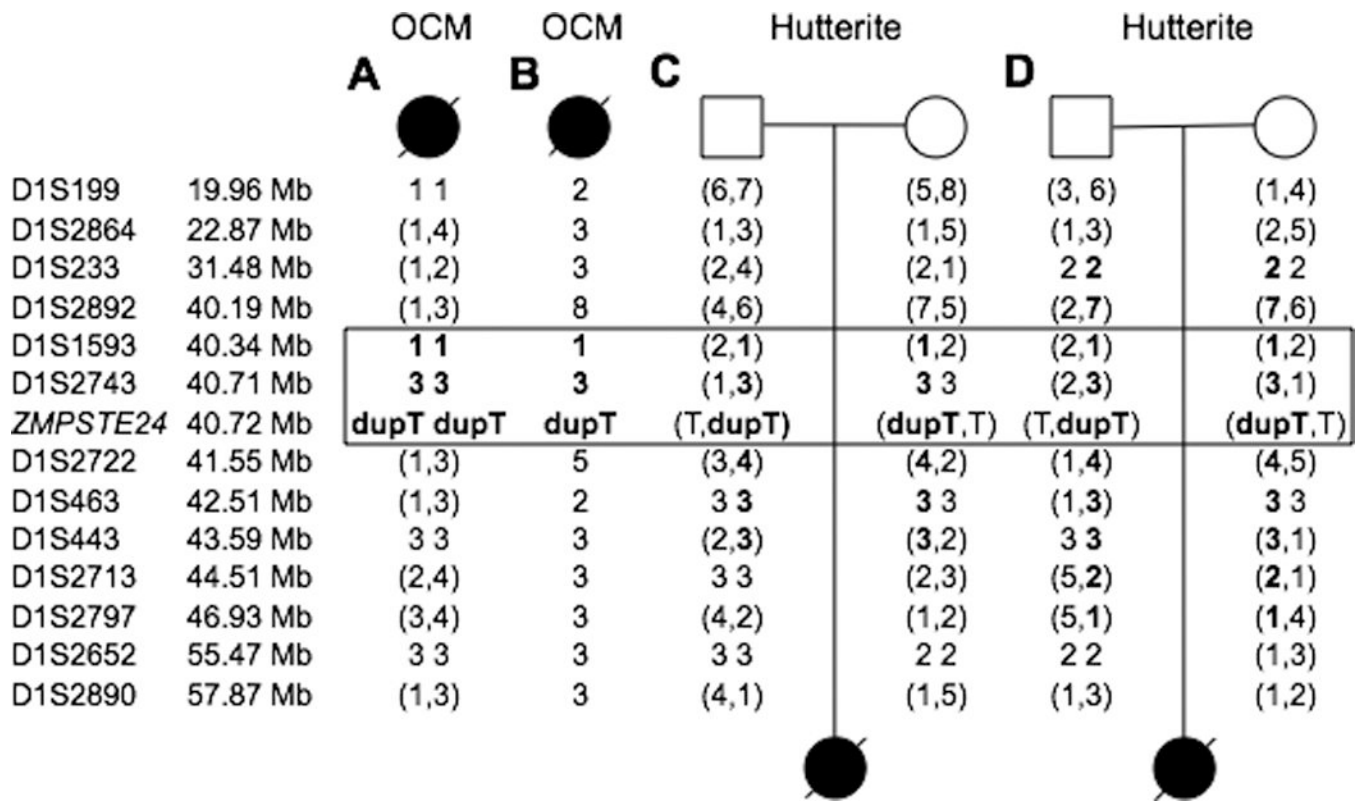 OCM OCM Hutterite Hutterite
A B C D
D1S199 19.96 Mb 1 1 2 (6,7) (5,8) (3, 6) (1,4)
D1S2864 22.87 Mb (1,4) 3 (1,3) (1,5) (1,3) (2,5)
D1S233 31.48 Mb (1,2) 3 (2,4) (2,1) 2 2 2 2
D1S2892 40.19 Mb (1,3) 8 (4,6) (7,5) (2,7) (7,6)
D1S1593 40.34 Mb 1 1 1 (2,1) (1,2) (2,1) (1,2)
D1S2743 40.71 Mb 3 3 3 (1,3) 3 3 (2,3) (3,1)
ZMPSTE24 40.72 Mb dupT dupT dupT (T,dupT) (dupT,T) (T,dupT) (dupT,T)
D1S2722 41.55 Mb (1,3) 5 (3,4) (4,2) (1,4) (4,5)
D1S463 42.51 Mb (1,3) 2 3 3 3 3 (1,3) 3 3
D1S443 43.59 Mb 3 3 3 (2,3) (3,2) 3 3 (3,1)
D1S2713 44.51 Mb (2,4) 3 3 3 (2,3) (5,2) (2,1)
D1S2797 46.93 Mb (3,4) 3 (4,2) (1,2) (5,1) (1,4)
D1S2652 55.47 Mb 3 3 3 3 3 2 2 2 2 (1,3)
D1S2890 57.87 Mb (1,3) 3 (4,1) (1,5) (1,3) (1,2)